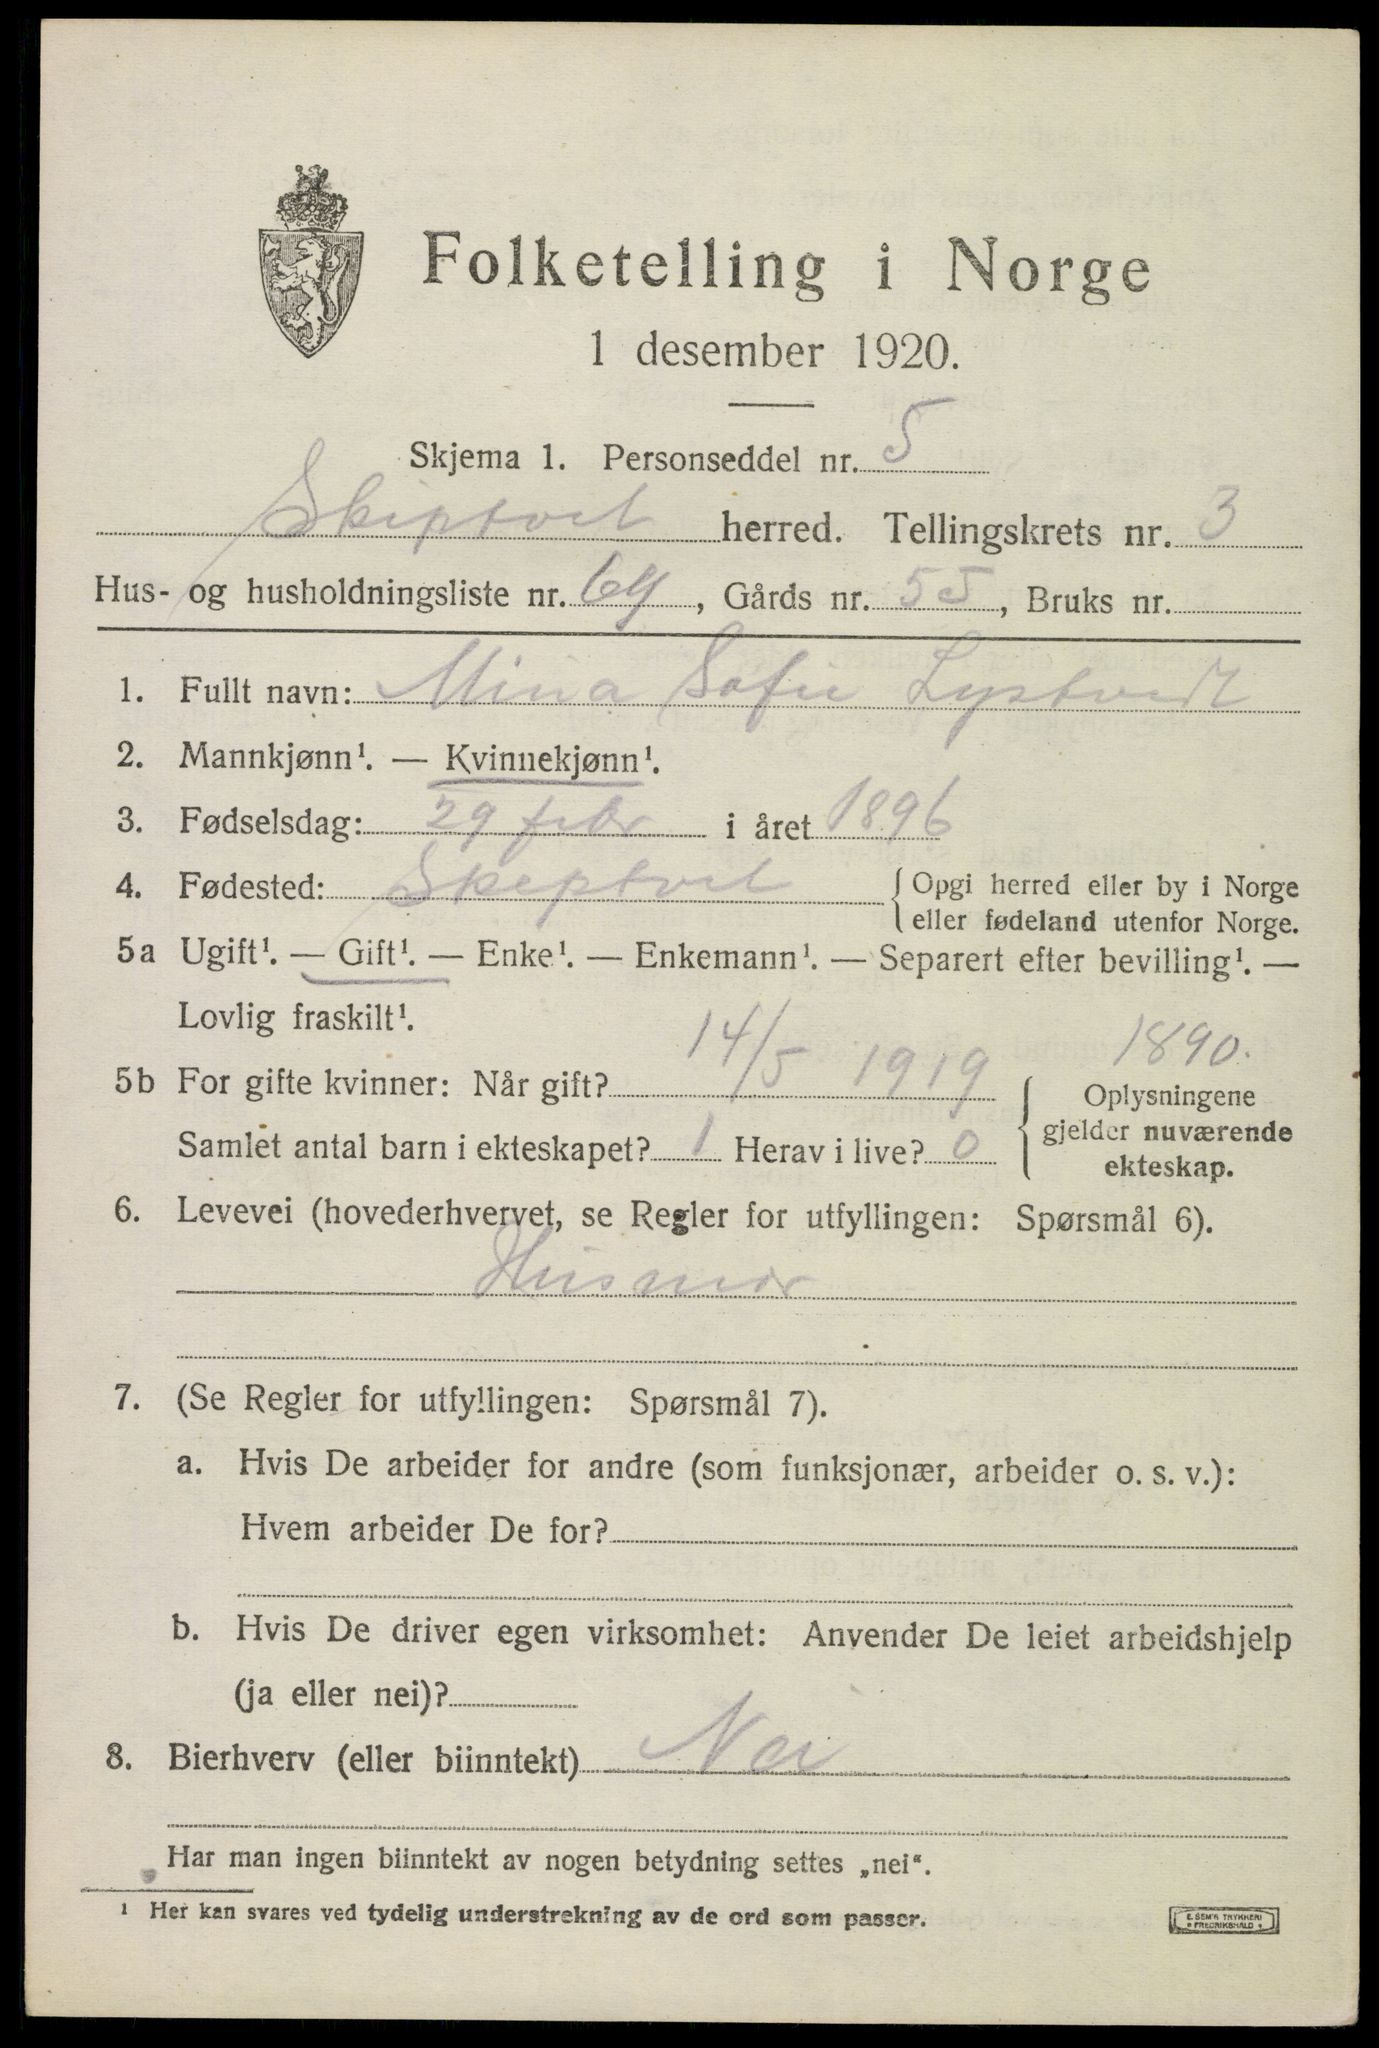 Folketelling i Norge
1 desember 1920.
Skjema 1. Personseddel nr. 5
Skiptvet herred. Tellingskrets nr. 3
Hus- og husholdningsliste nr. 64, Gårds nr. 55, Bruks nr.
1. Fullt navn: Mina Sofie Lystvedt
2. Mannkjønn¹. — Kvinnekjønn¹.
3. Fødselsdag: 29 febr i året 1896
4. Fødested: Skiptvet { Opgi herred eller by i Norge
eller fødeland utenfor Norge.
5a Ugift¹. — Gift¹. — Enke¹. — Enkemann¹. — Separert efter bevilling¹. —
Lovlig fraskilt¹.
1890.
5b For gifte kvinner: Når gift? 14/5 1919
Samlet antal barn i ekteskapet? 1 Herav i live? 0
{ Oplysningene
gjelder nuværende
ekteskap.
6. Levevei (hovederhvervet, se Regler for utfyllingen: Spørsmål 6).
Husmor
7. (Se Regler for utfyllingen: Spørsmål 7).
a. Hvis De arbeider for andre (som funksjonær, arbeider o. s. v.):
Hvem arbeider De for?
b. Hvis De driver egen virksomhet: Anvender De leiet arbeidshjelp
(ja eller nei)?
8. Bierhverv (eller biinntekt) Nei
Har man ingen biinntekt av nogen betydning settes „nei“.
¹ Her kan svares ved tydelig understrekning av de ord som passer.
E. SEM'S TRYKKERI
FREDRIKSHALD